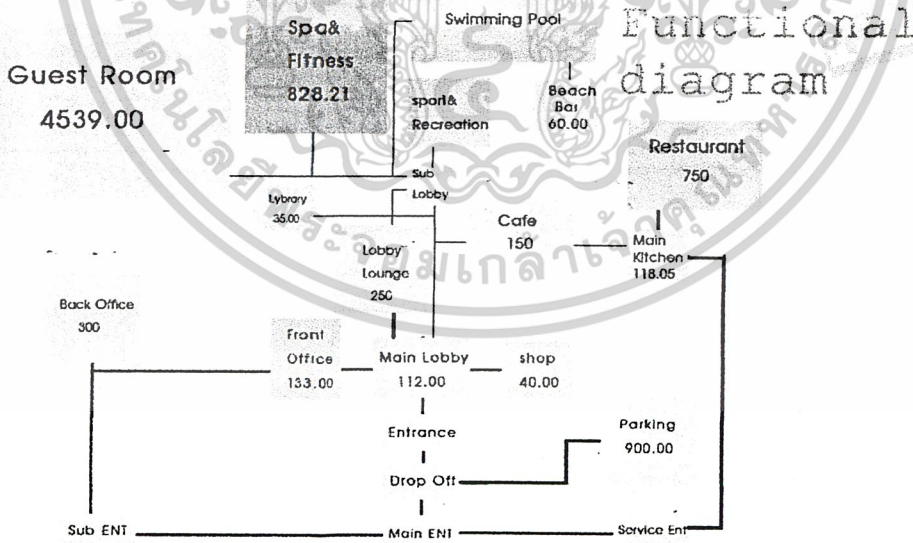 Functional
diagram
Guest Room
4539.00
Spa&
Fitness
828.21
Swimming Pool
sport&
Recreation
Beach
Bar
60.00
Restaurant
750
Sub
Lobby
Lybrary
35.00
Cafe
150
Main
Kitchen
118.05
Lobby
Lounge
250
Back Office
300
Front
Office
133.00
Main Lobby
112.00
shop
40.00
Entrance
Parking
900.00
Drop Off
Sub ENT
Main ENT
Service Ent